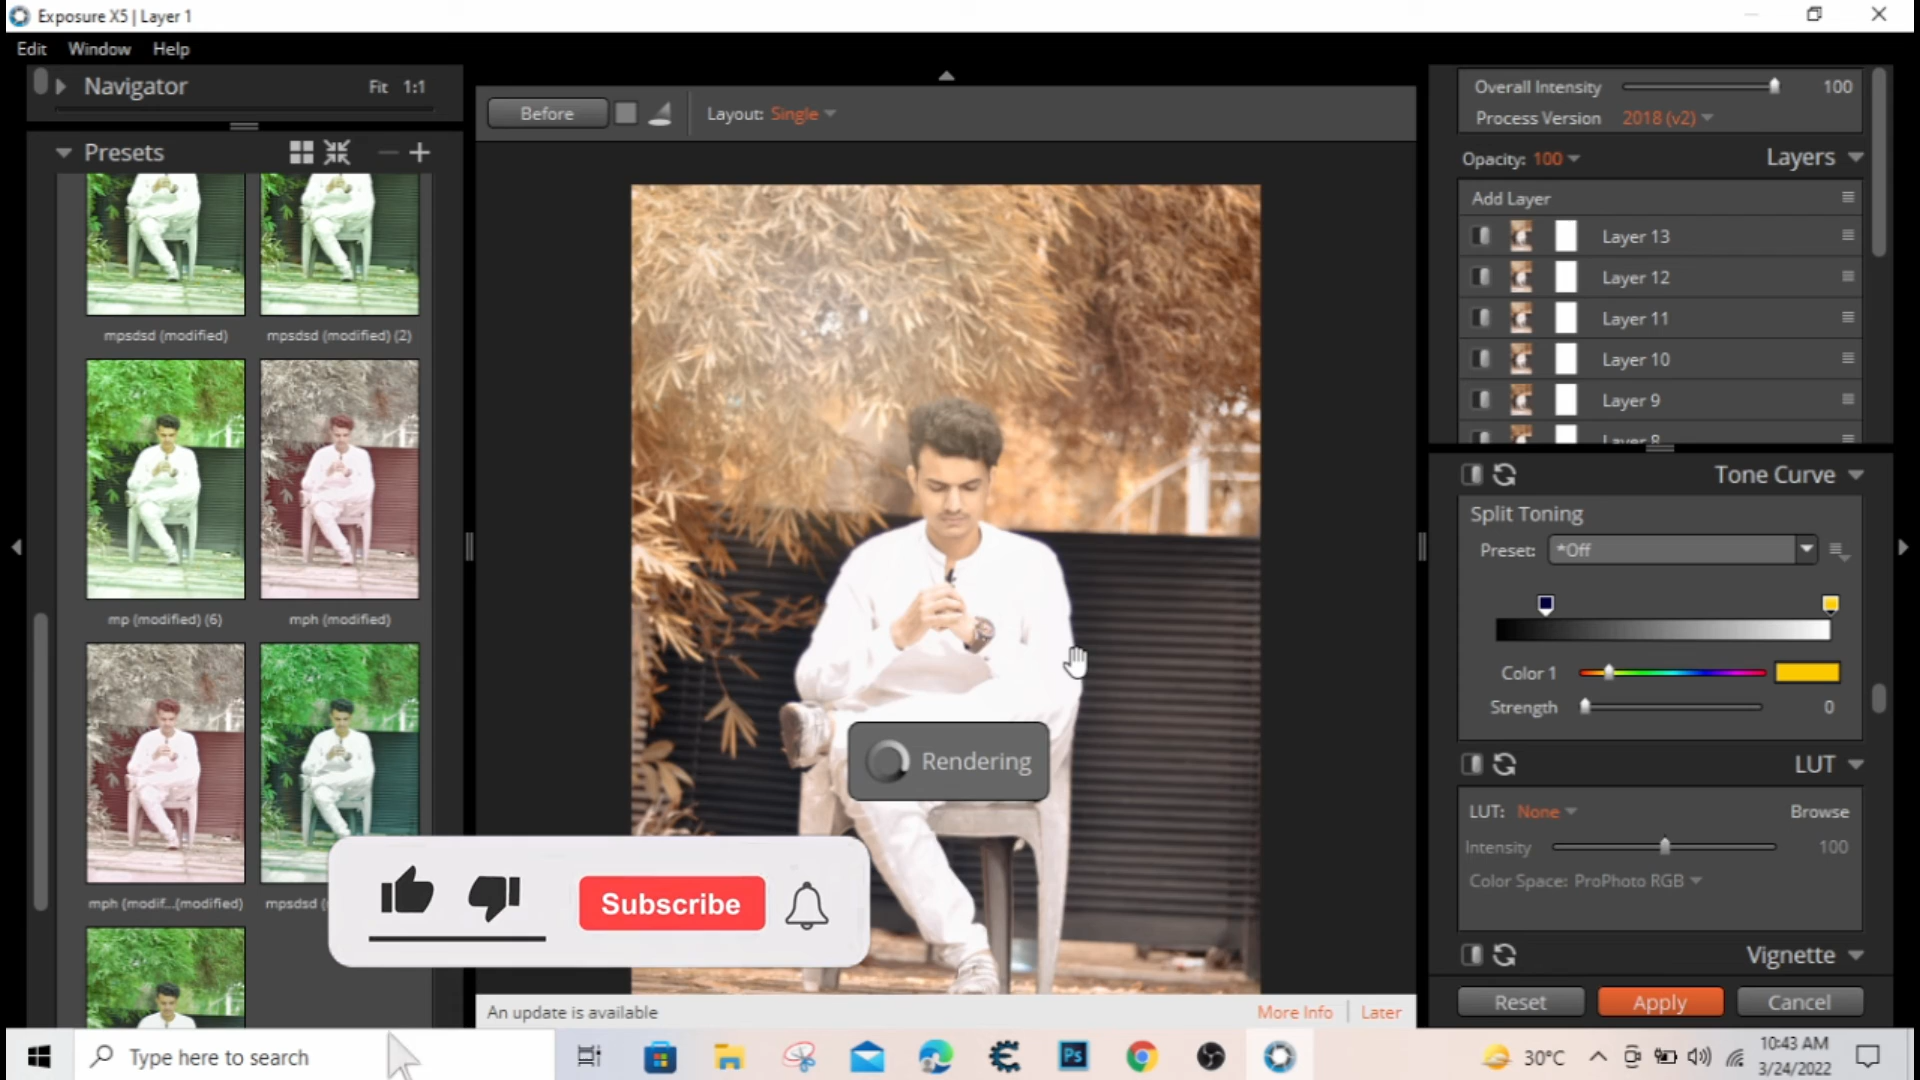 Exposure X5 | Layer 1
Edit Window Help
Navigator Fit 1:1
Presets
mpsdsd (modified)
mpsdsd (modified) (2)
mp (modified) (6)
mph (modified)
mph (modif...(modified)
mpsdsd (
Before
Layout: Single
Rendering
Subscribe
An update is available
More Info
Later
Overall Intensity 100
Process Version 2018 (v2)
Opacity: 100 Layers
Add Layer
Layer 13
Layer 12
Layer 11
Layer 10
Layer 9
Layer 8
Tone Curve
Split Toning
Preset: *Off
Color 1
Strength 0
LUT
LUT: None Browse
Intensity 100
Color Space: ProPhoto RGB
Vignette
Reset Apply Cancel
Type here to search
Ps
30°C
10:43 AM
3/24/2022